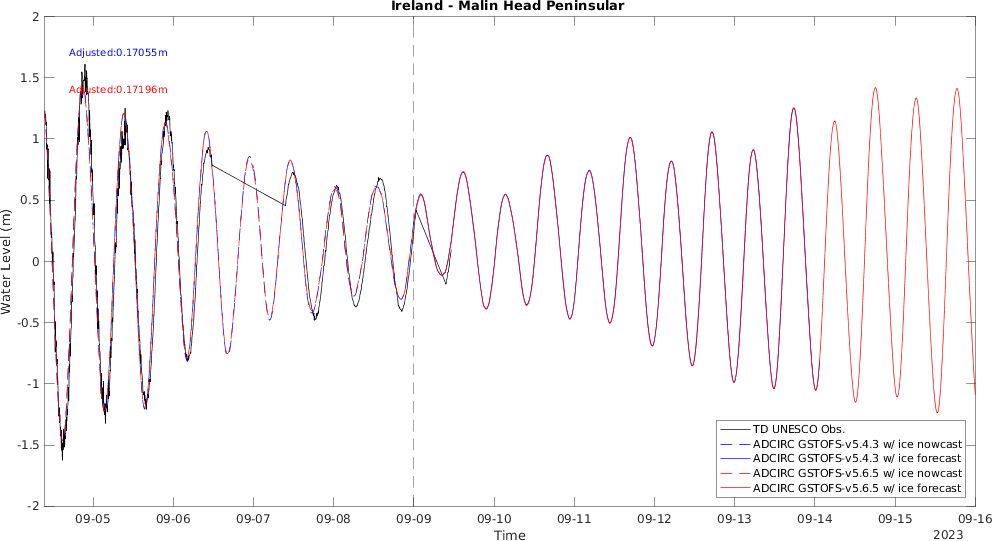 Ireland - Malin Head Peninsular
Adjusted:0.17055m
Adjusted:0.17196m
Water Level (m)
2
1.5
1
0.5
0
-0.5
-1
-1.5
-2
TD UNESCO Obs.
ADCIRC GSTOFS-v5.4.3 w/ ice nowcast
ADCIRC GSTOFS-v5.4.3 w/ ice forecast
ADCIRC GSTOFS-v5.6.5 w/ ice nowcast
ADCIRC GSTOFS-v5.6.5 w/ ice forecast
09-05 09-06 09-07 09-08 09-09 09-10 09-11 09-12 09-13 09-14 09-15 09-16
Time
2023